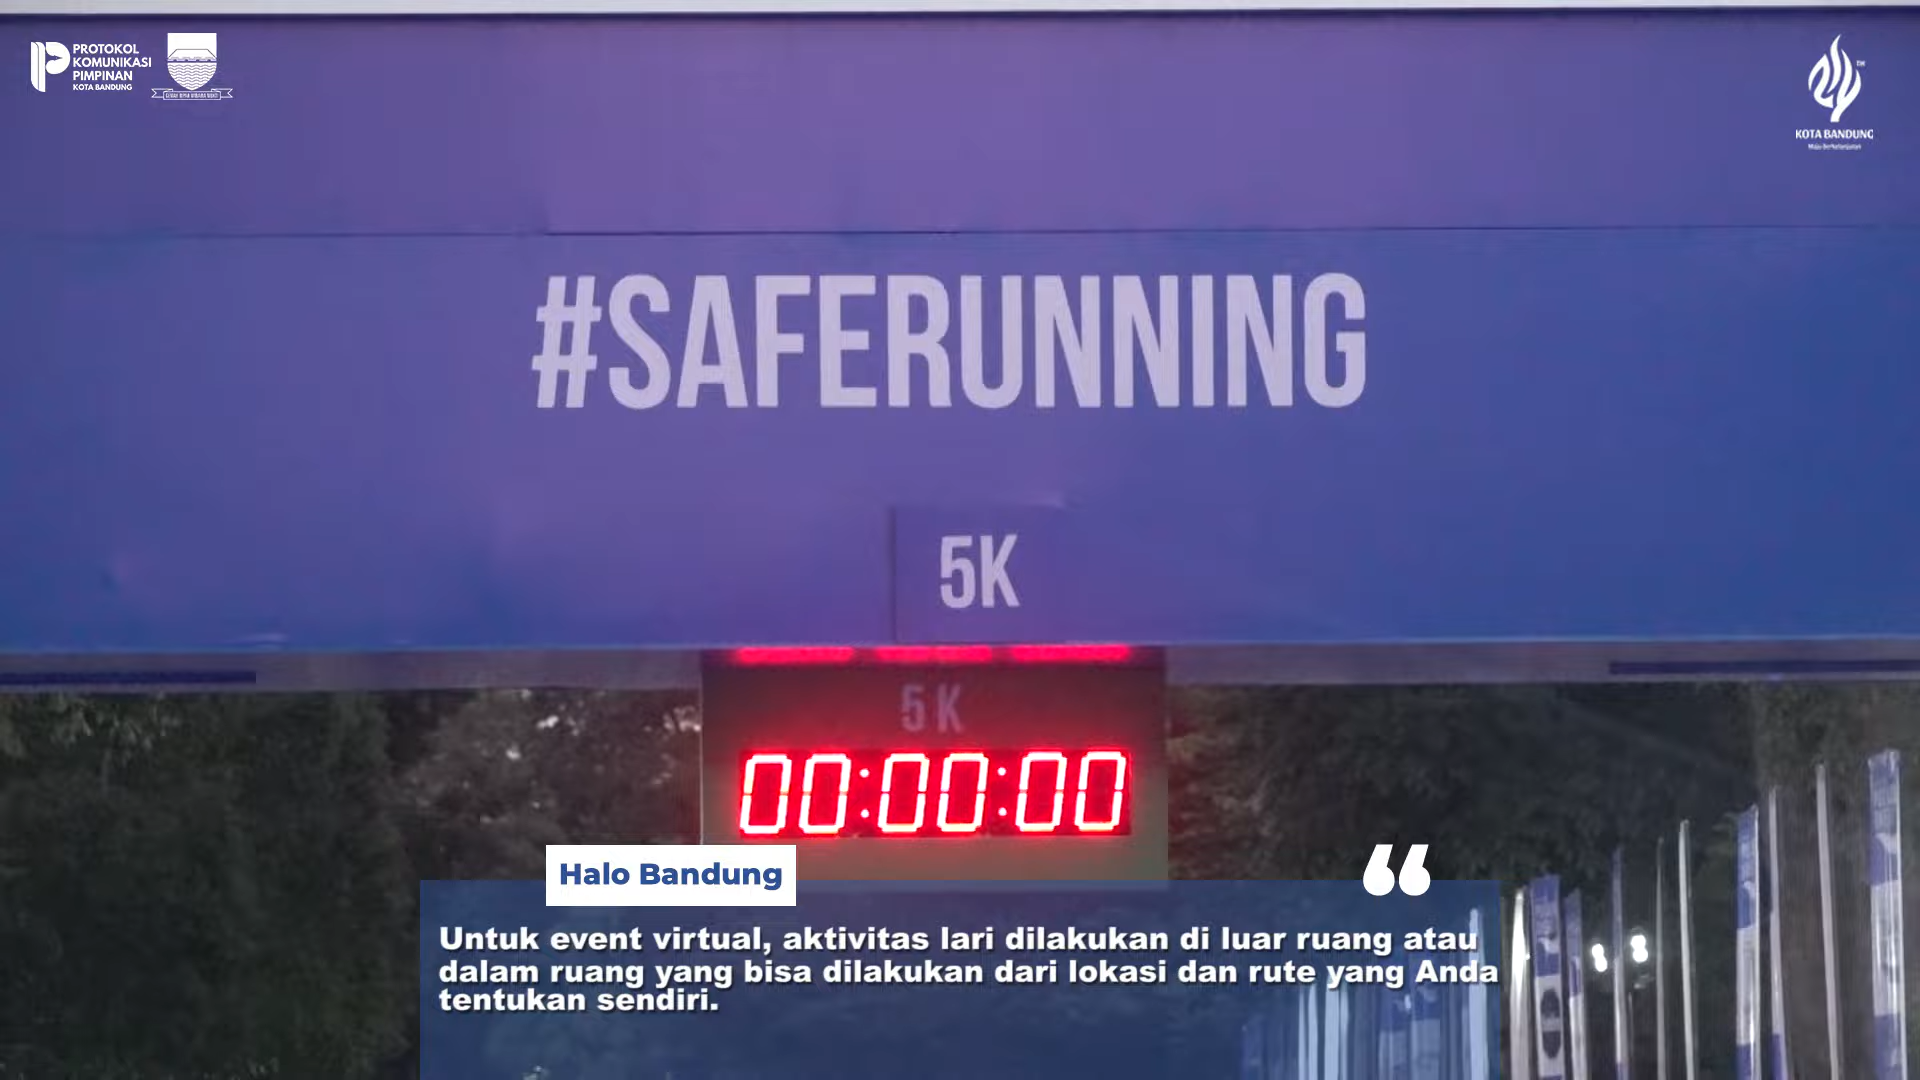 PROTOKOL
KOMUNIKASI
PIMPINAN
KOTA BANDUNG
KOTA BANDUNG
#SAFERUNNING
5K
5K
00:00:00
Halo Bandung
Untuk event virtual, aktivitas lari dilakukan di luar ruang atau
dalam ruang yang bisa dilakukan dari lokasi dan rute yang Anda
tentukan sendiri.